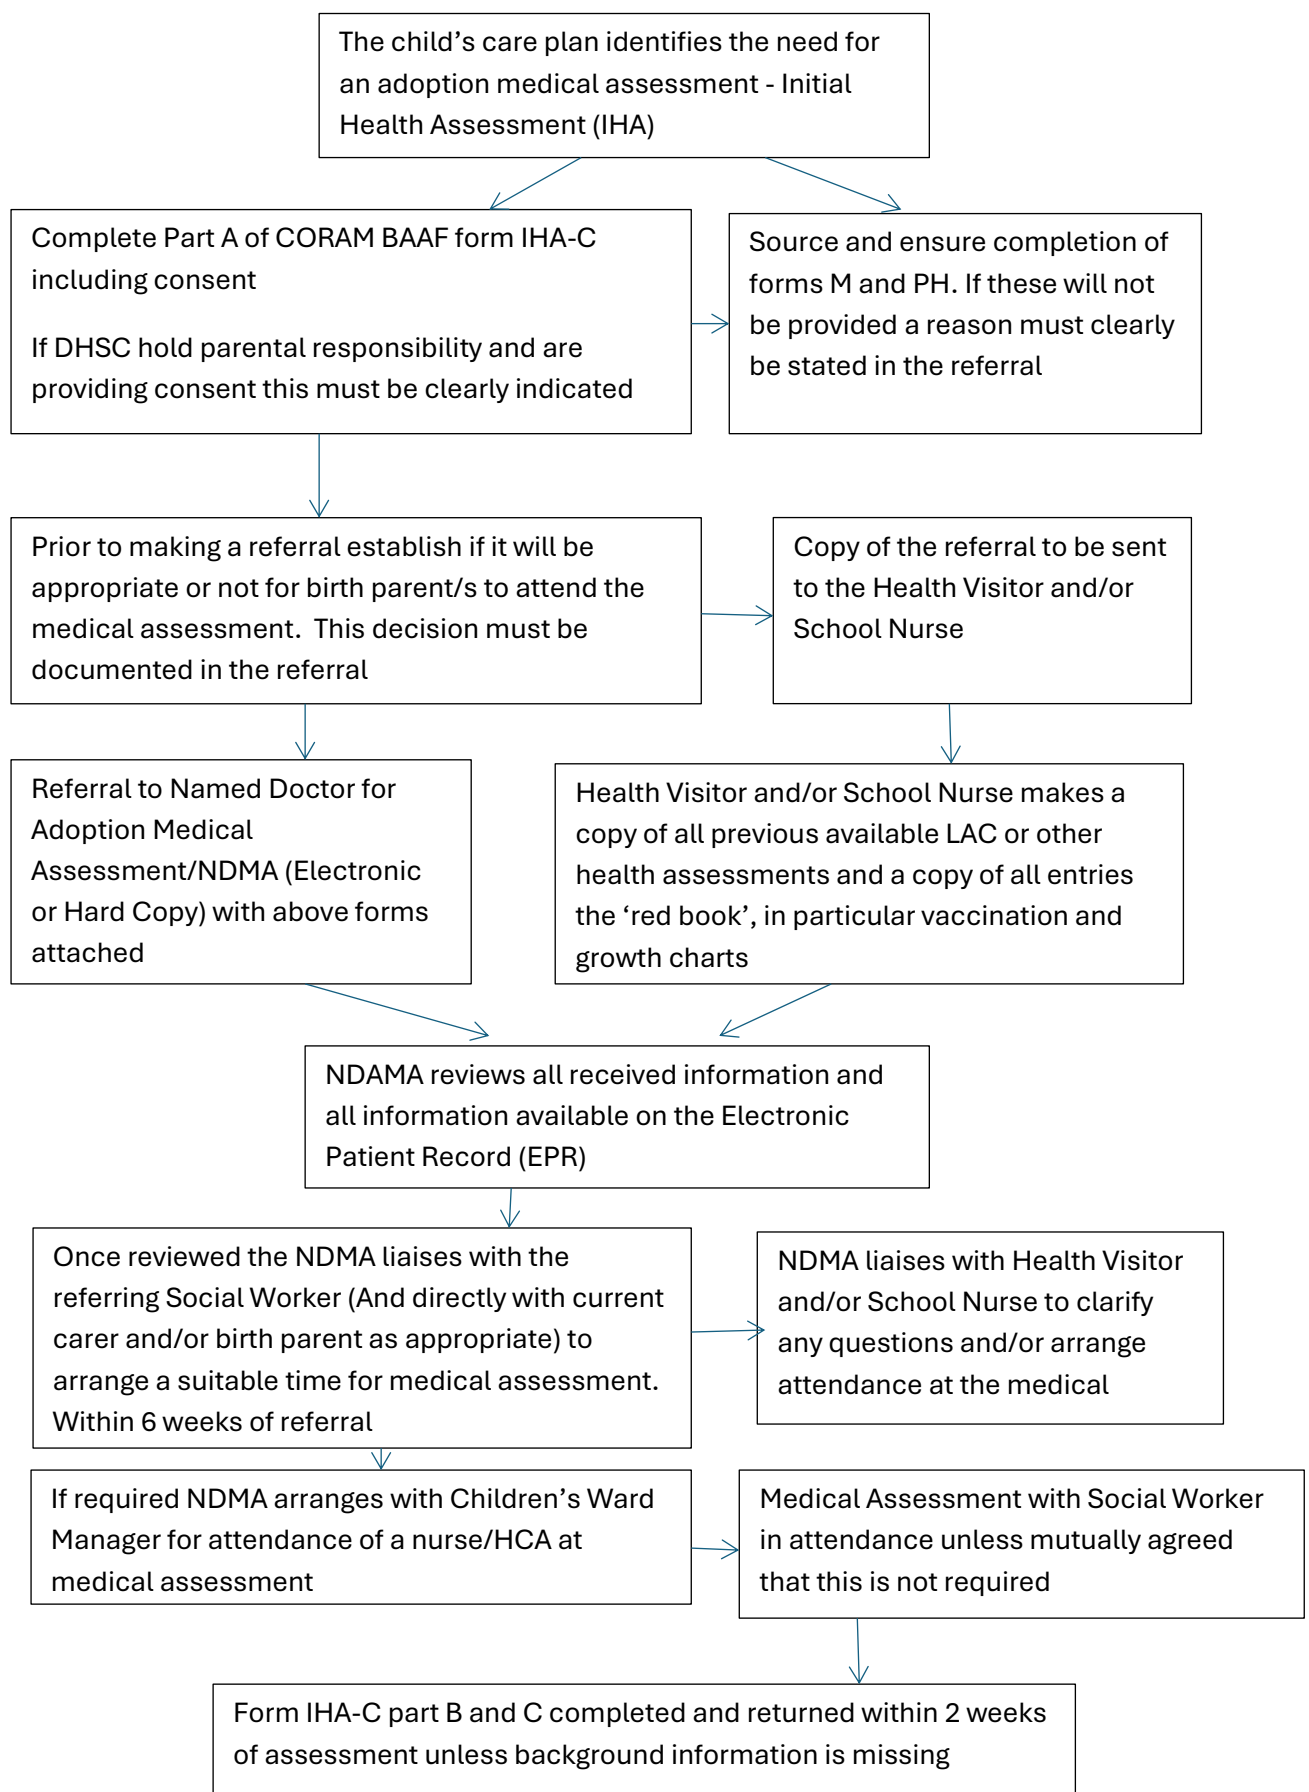 The child’s care plan identifies the need for
an adoption medical assessment - Initial
Health Assessment (IHA)
Complete Part A of CORAM BAAF form IHA-C
including consent
If DHSC hold parental responsibility and are
providing consent this must be clearly indicated
Source and ensure completion of
forms M and PH. If these will not
be provided a reason must clearly
be stated in the referral
Prior to making a referral establish if it will be
appropriate or not for birth parent/s to attend the
medical assessment.  This decision must be
documented in the referral
Copy of the referral to be sent
to the Health Visitor and/or
School Nurse
Referral to Named Doctor for
Adoption Medical
Assessment/NDMA (Electronic
or Hard Copy) with above forms
attached
Health Visitor and/or School Nurse makes a
copy of all previous available LAC or other
health assessments and a copy of all entries
the ‘red book’, in particular vaccination and
growth charts
NDAMA reviews all received information and
all information available on the Electronic
Patient Record (EPR)
Once reviewed the NDMA liaises with the
referring Social Worker (And directly with current
carer and/or birth parent as appropriate) to
arrange a suitable time for medical assessment.
Within 6 weeks of referral
NDMA liaises with Health Visitor
and/or School Nurse to clarify
any questions and/or arrange
attendance at the medical
If required NDMA arranges with Children’s Ward
Manager for attendance of a nurse/HCA at
medical assessment
Medical Assessment with Social Worker
in attendance unless mutually agreed
that this is not required
Form IHA-C part B and C completed and returned within 2 weeks
of assessment unless background information is missing